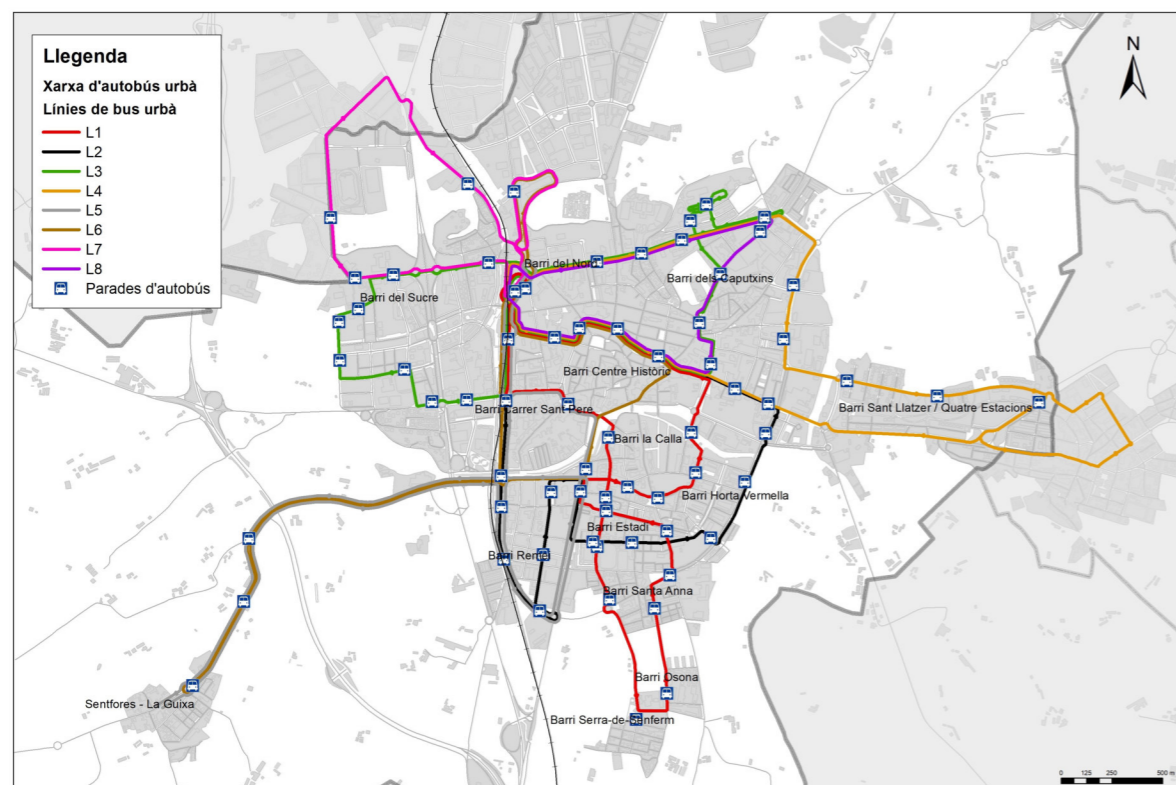 Llegenda
Xarxa d'autobús urbà
Línies de bus urbà
L1
L2
L3
L4
L5
L6
L7
L8
Parades d'autobús
N
Barri del Nord
Barri dels Caputxins
Barri del Sucre
Barri Centre Històric
Barri Carrer Sant Pere
Barri Sant Llatzer / Quatre Estacions
Barri la Calla
Barri Horta Vermella
Barri Estadi
Barri Remei
Barri Santa Anna
Barri Osona
Sentfores - La Guixa
Barri Serra-de-Senferm
0 125 250 500 m